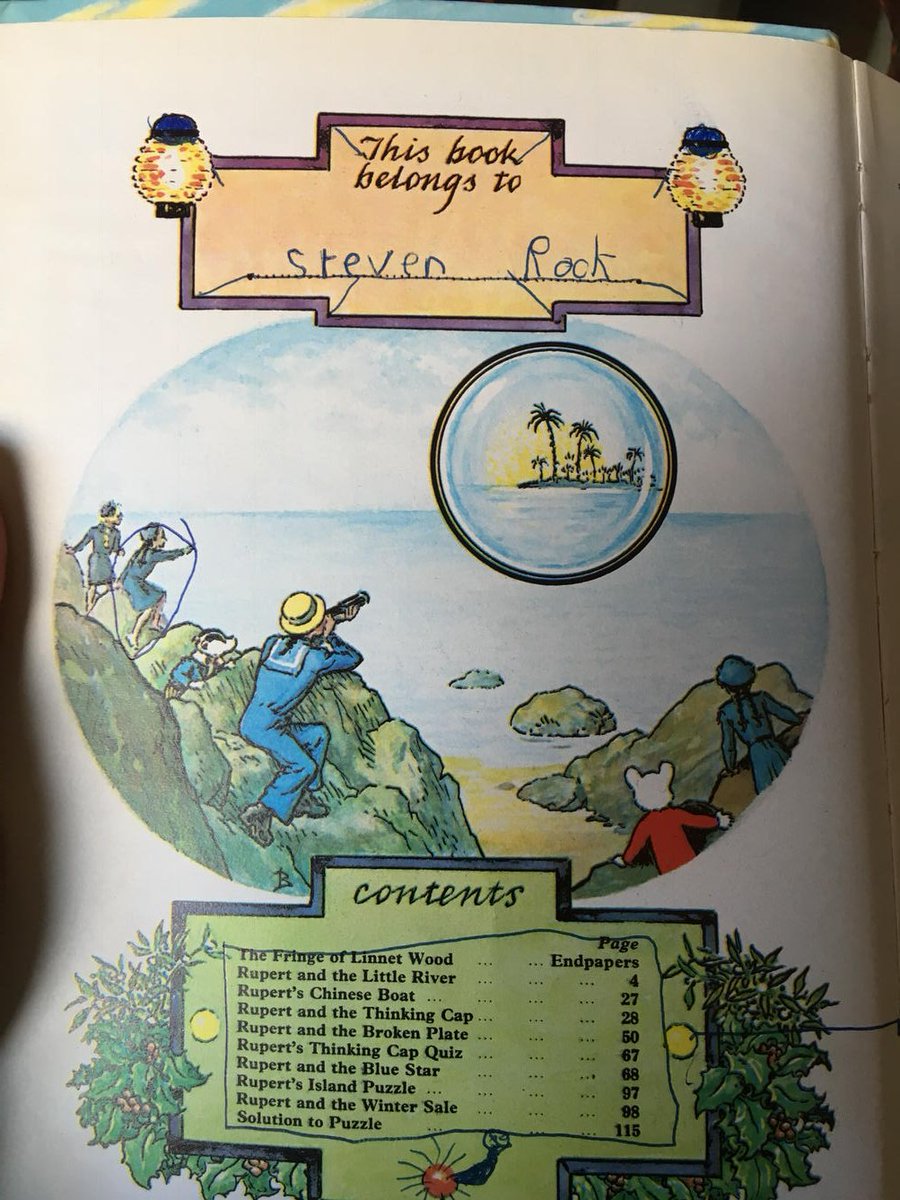 This book
belongs to
Steven Rock
B
contents
Page
The Fringe of Linnet Wood ... ... Endpapers
Rupert and the Little River ... ... ... 4
Rupert's Chinese Boat ... ... ... ... 27
Rupert and the Thinking Cap ... ... ... 28
Rupert and the Broken Plate ... ... ... 50
Rupert's Thinking Cap Quiz ... ... ... 67
Rupert and the Blue Star ... ... ... 68
Rupert's Island Puzzle ... ... ... ... 97
Rupert and the Winter Sale ... ... ... 98
Solution to Puzzle ... ... ... 115